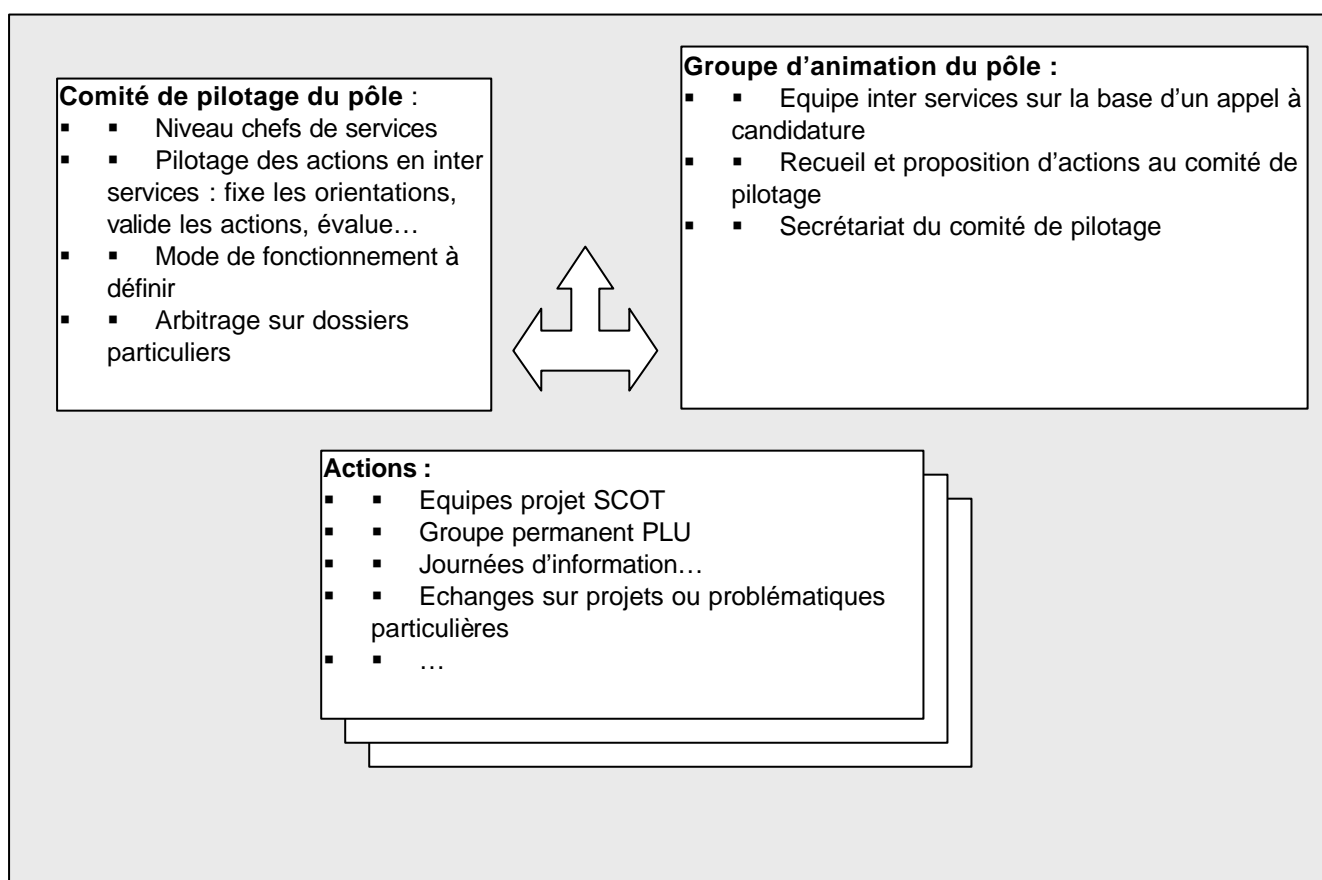 Comité de pilotage du pôle :
▪ ▪ Niveau chefs de services
▪ ▪ Pilotage des actions en inter
services : fixe les orientations,
valide les actions, évalue…
▪ ▪ Mode de fonctionnement à
définir
▪ ▪ Arbitrage sur dossiers
particuliers
Groupe d’animation du pôle :
▪ ▪ Equipe inter services sur la base d’un appel à
candidature
▪ ▪ Recueil et proposition d’actions au comité de
pilotage
▪ ▪ Secrétariat du comité de pilotage
Actions :
▪ ▪ Equipes projet SCOT
▪ ▪ Groupe permanent PLU
▪ ▪ Journées d’information…
▪ ▪ Echanges sur projets ou problématiques
particulières
▪ ▪ …